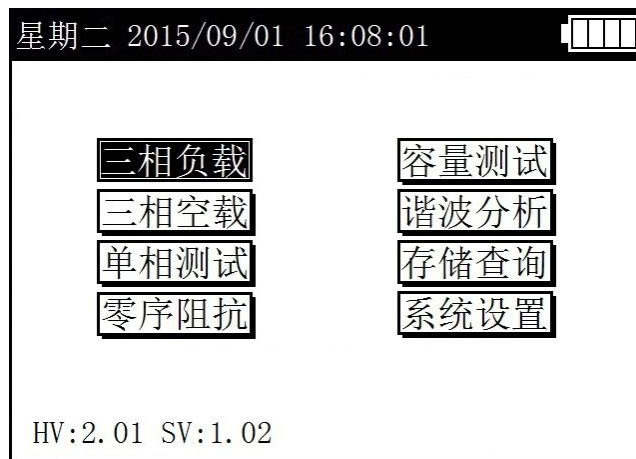 星期二 2015/09/01 16:08:01
三相负载 容量测试
三相空载 谐波分析
单相测试 存储查询
零序阻抗 系统设置
HV:2.01 SV:1.02